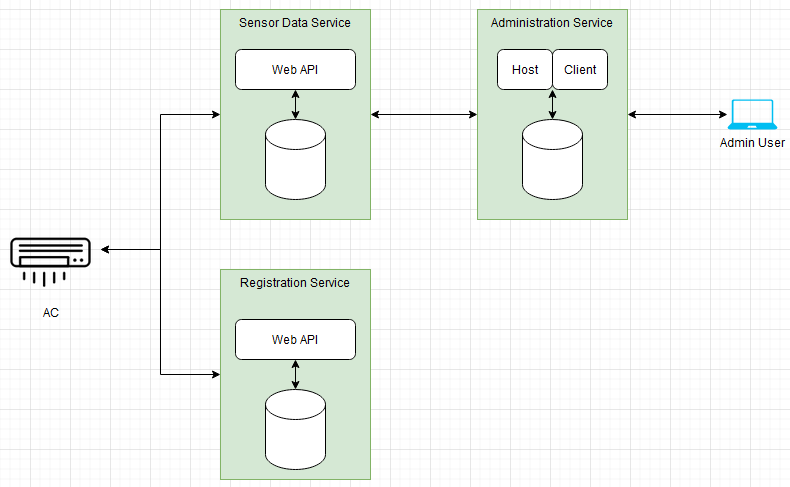 Sensor Data Service
Administration Service
Web API
Host
Client
Admin User
AC
Registration Service
Web API